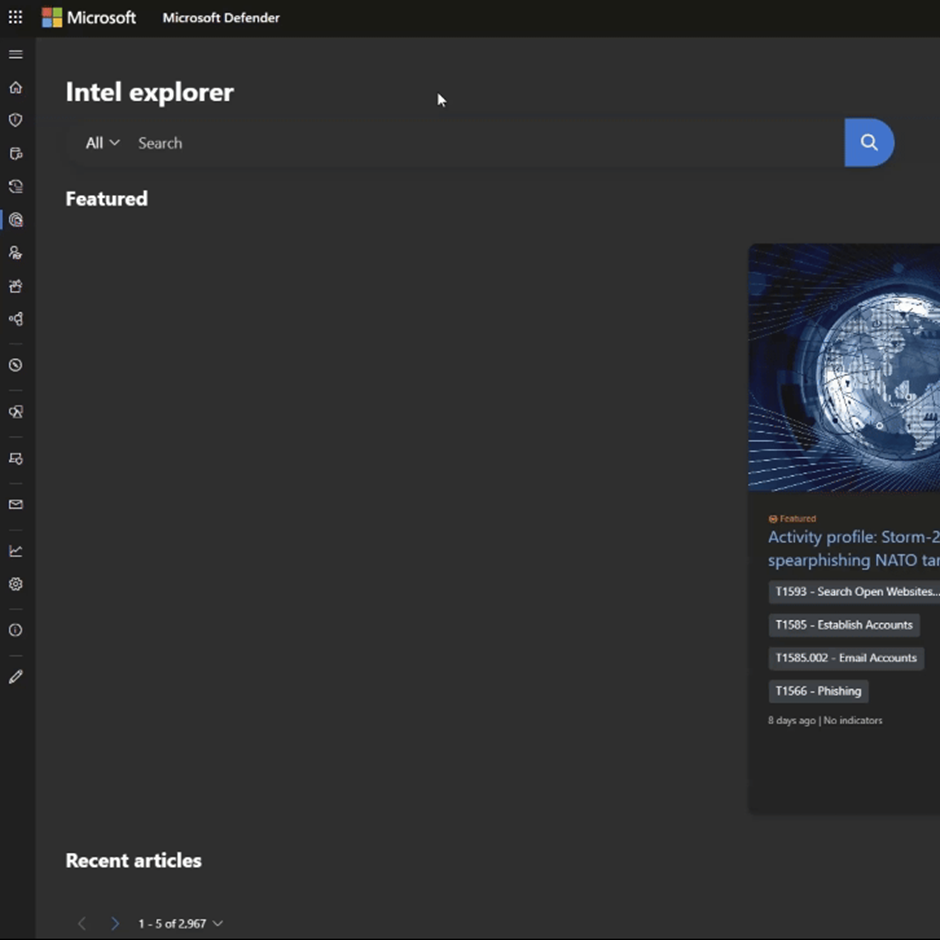 Microsoft Microsoft Defender
Intel explorer
All Search
Featured
Featured
Activity profile: Storm-2
spearphishing NATO tar
T1593 - Search Open Websites...
T1585 - Establish Accounts
T1585.002 - Email Accounts
T1566 - Phishing
8 days ago | No indicators
Recent articles
1 - 5 of 2,967